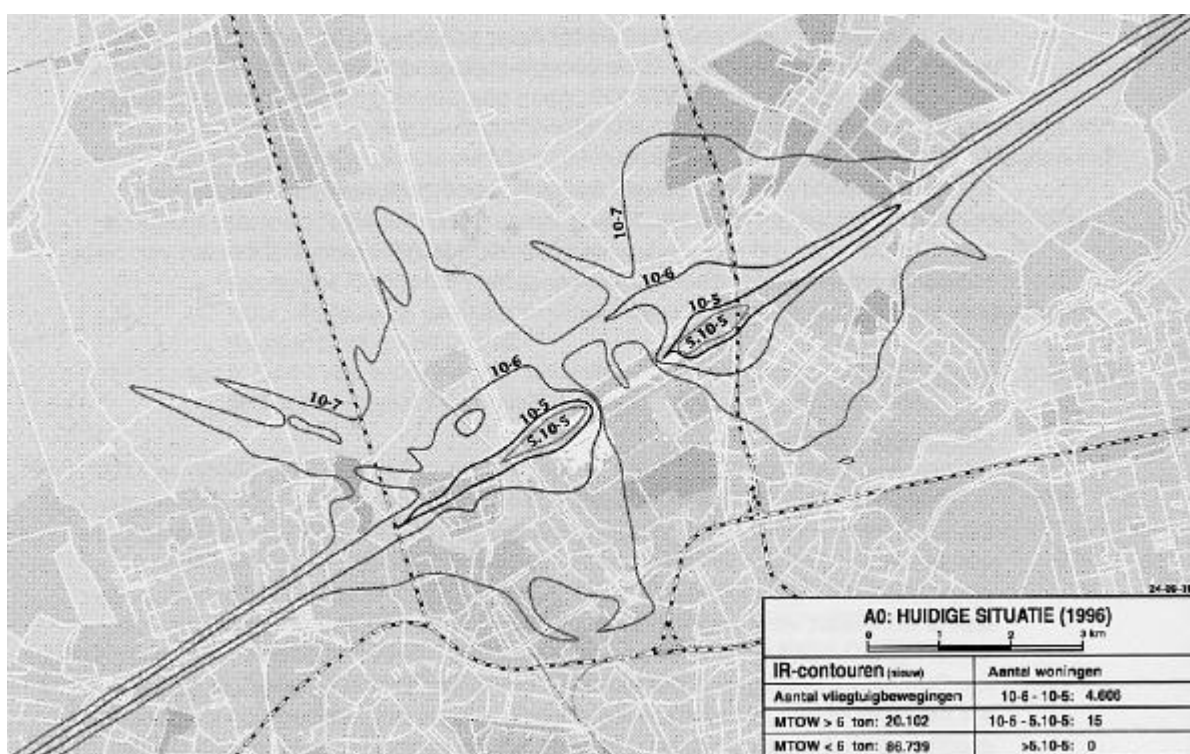 10-7
10-6
10-5
5.10-5
10-6
10-7
10-5
5.10-5
A0: HUIDIGE SITUATIE (1996)
0 1 2 3 km
IR-contouren (nieuw) Aantal woningen
Aantal vliegtuigbewegingen 10-6 - 10-5: 4.606
MTOW > 6 ton: 20.102 10-6 - 5.10-5: 15
MTOW < 6 ton: 86.739 >5.10-5: 0